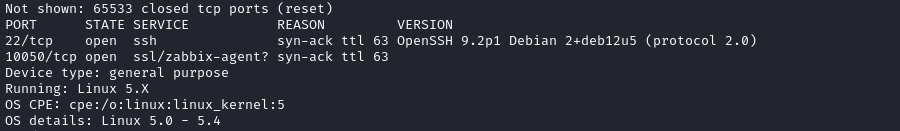 Not shown: 65533 closed tcp ports (reset)
PORT      STATE SERVICE           REASON         VERSION
22/tcp    open  ssh               syn-ack ttl 63 OpenSSH 9.2p1 Debian 2+deb12u5 (protocol 2.0)
10050/tcp open  ssl/zabbix-agent? syn-ack ttl 63
Device type: general purpose
Running: Linux 5.X
OS CPE: cpe:/o:linux:linux_kernel:5
OS details: Linux 5.0 - 5.4